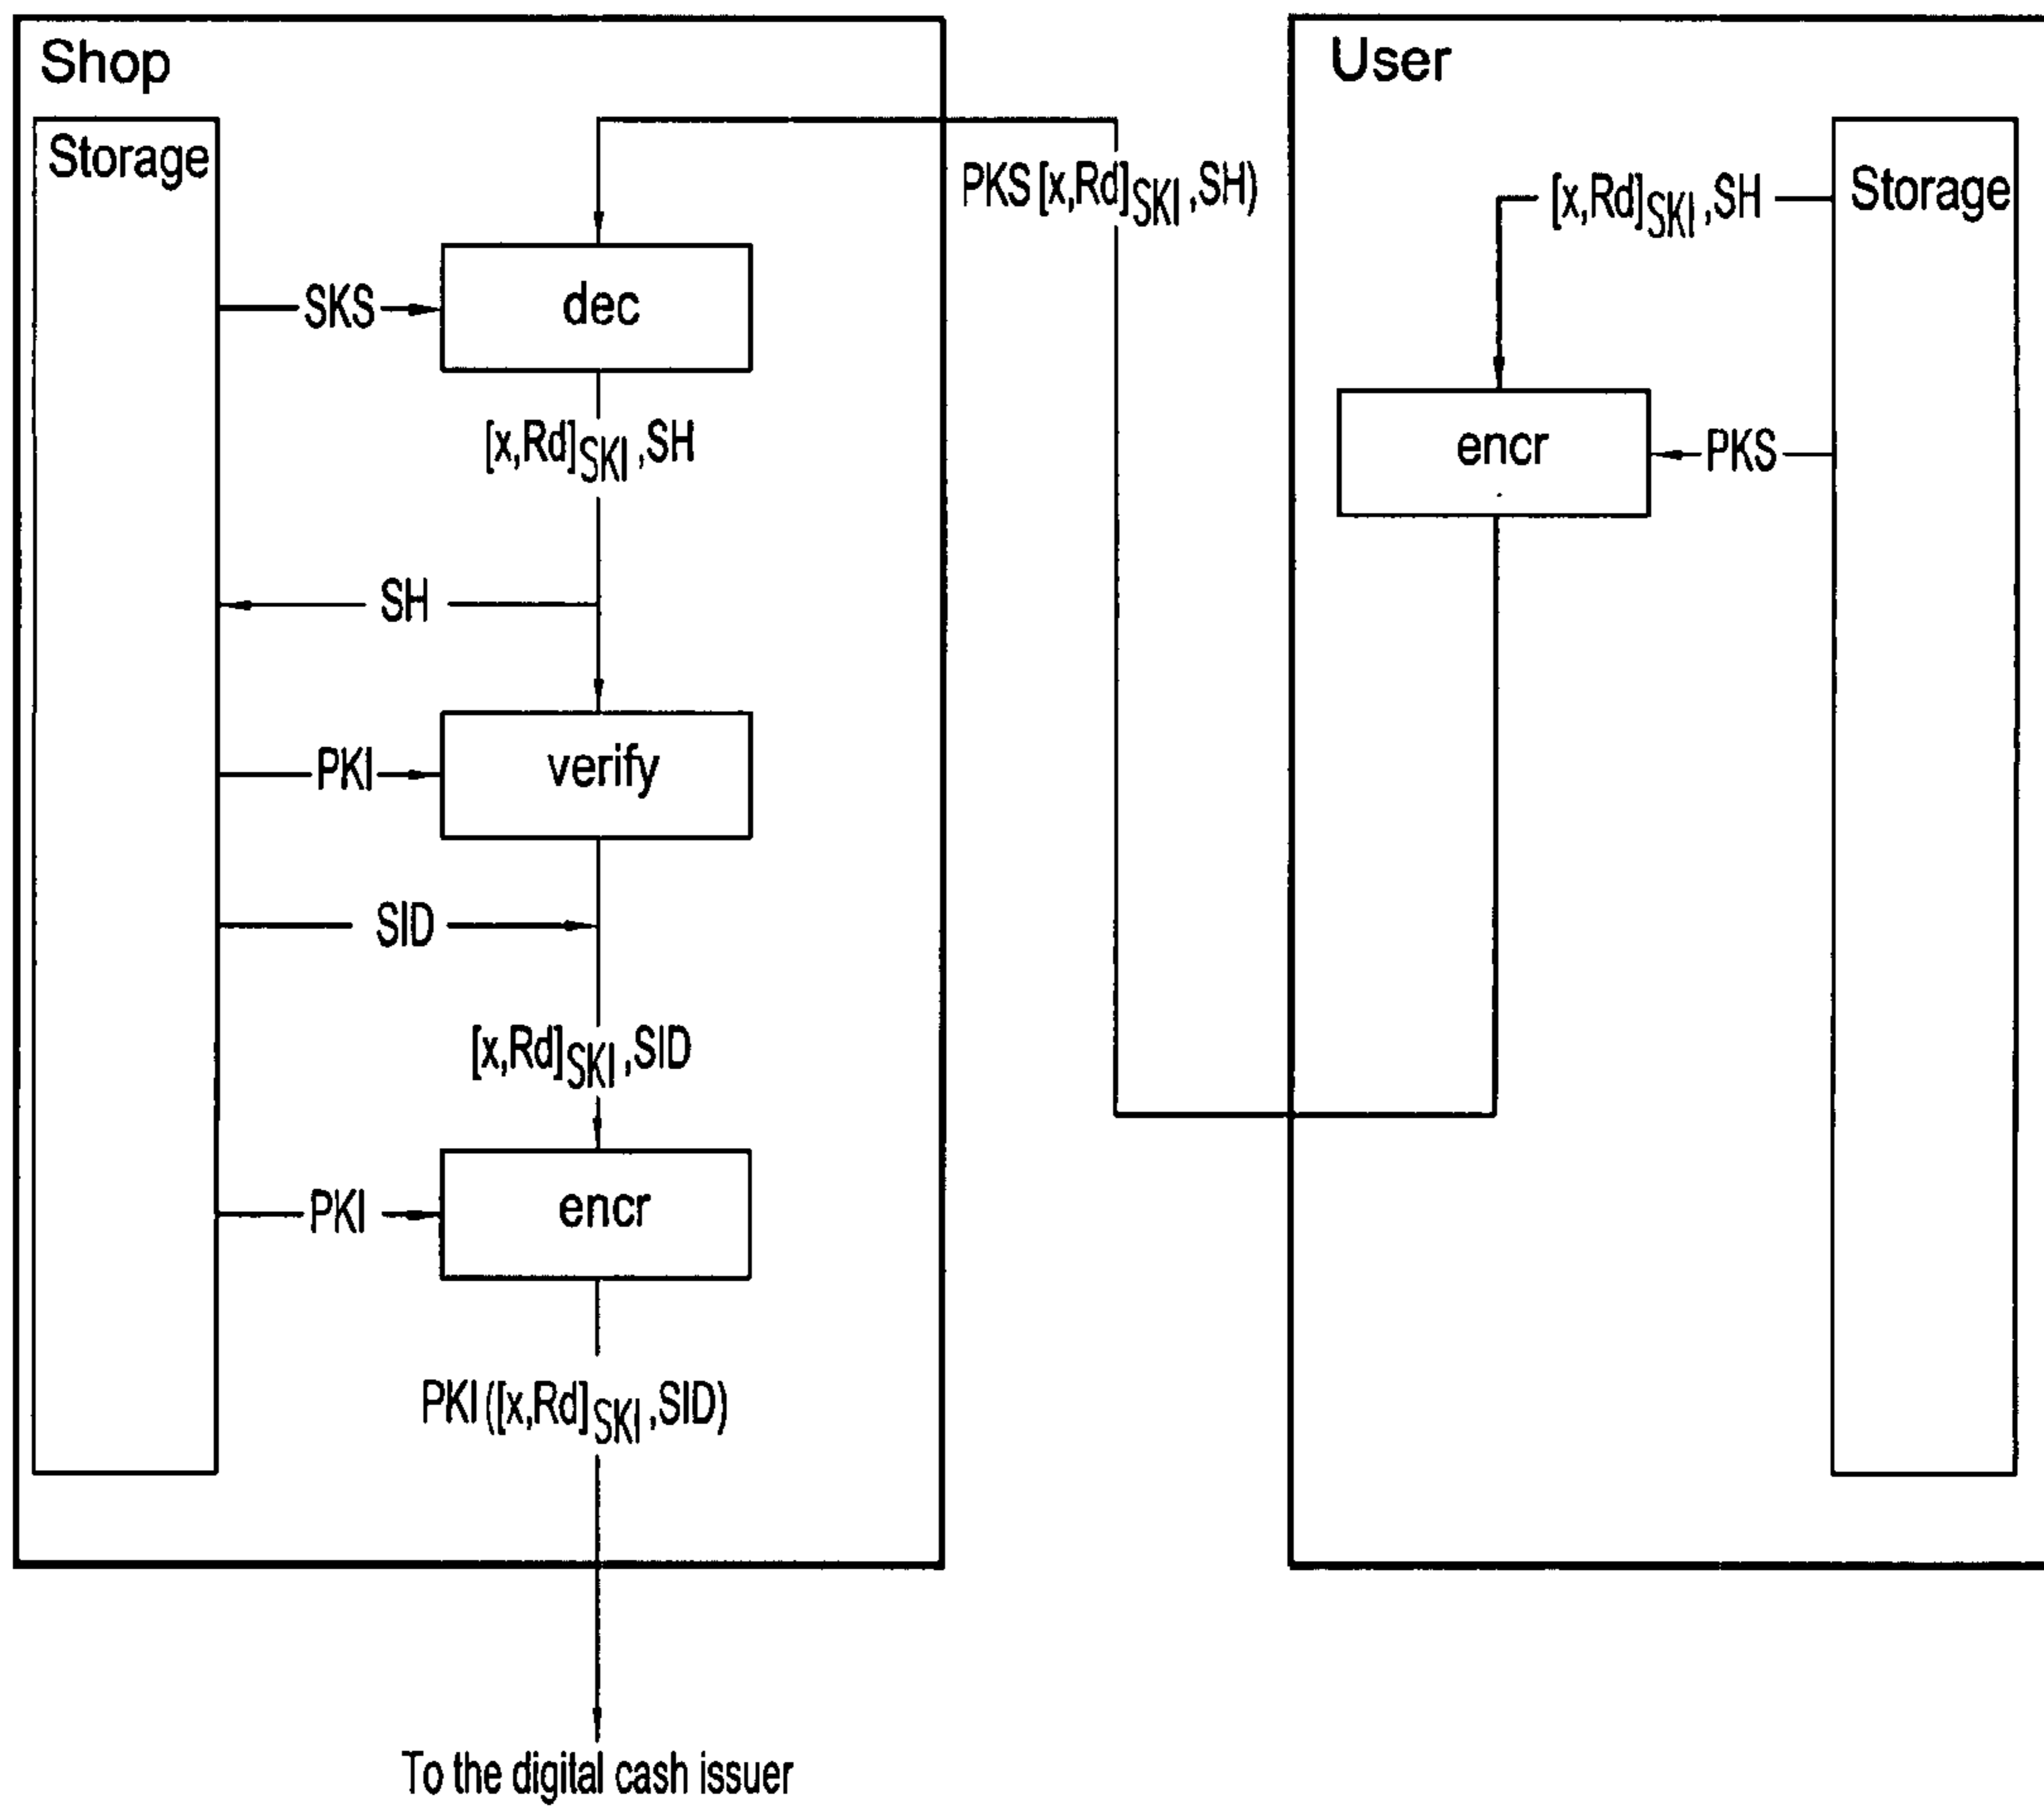 Shop
Storage
SKS
dec
[x,Rd]SKI,SH
SH
PKI
verify
SID
[x,Rd]SKI,SID
PKI
encr
PKI([x,Rd]SKI,SID)
To the digital cash issuer
PKS[x,Rd]SKI,SH)
User
[x,Rd]SKI,SH
Storage
encr
PKS